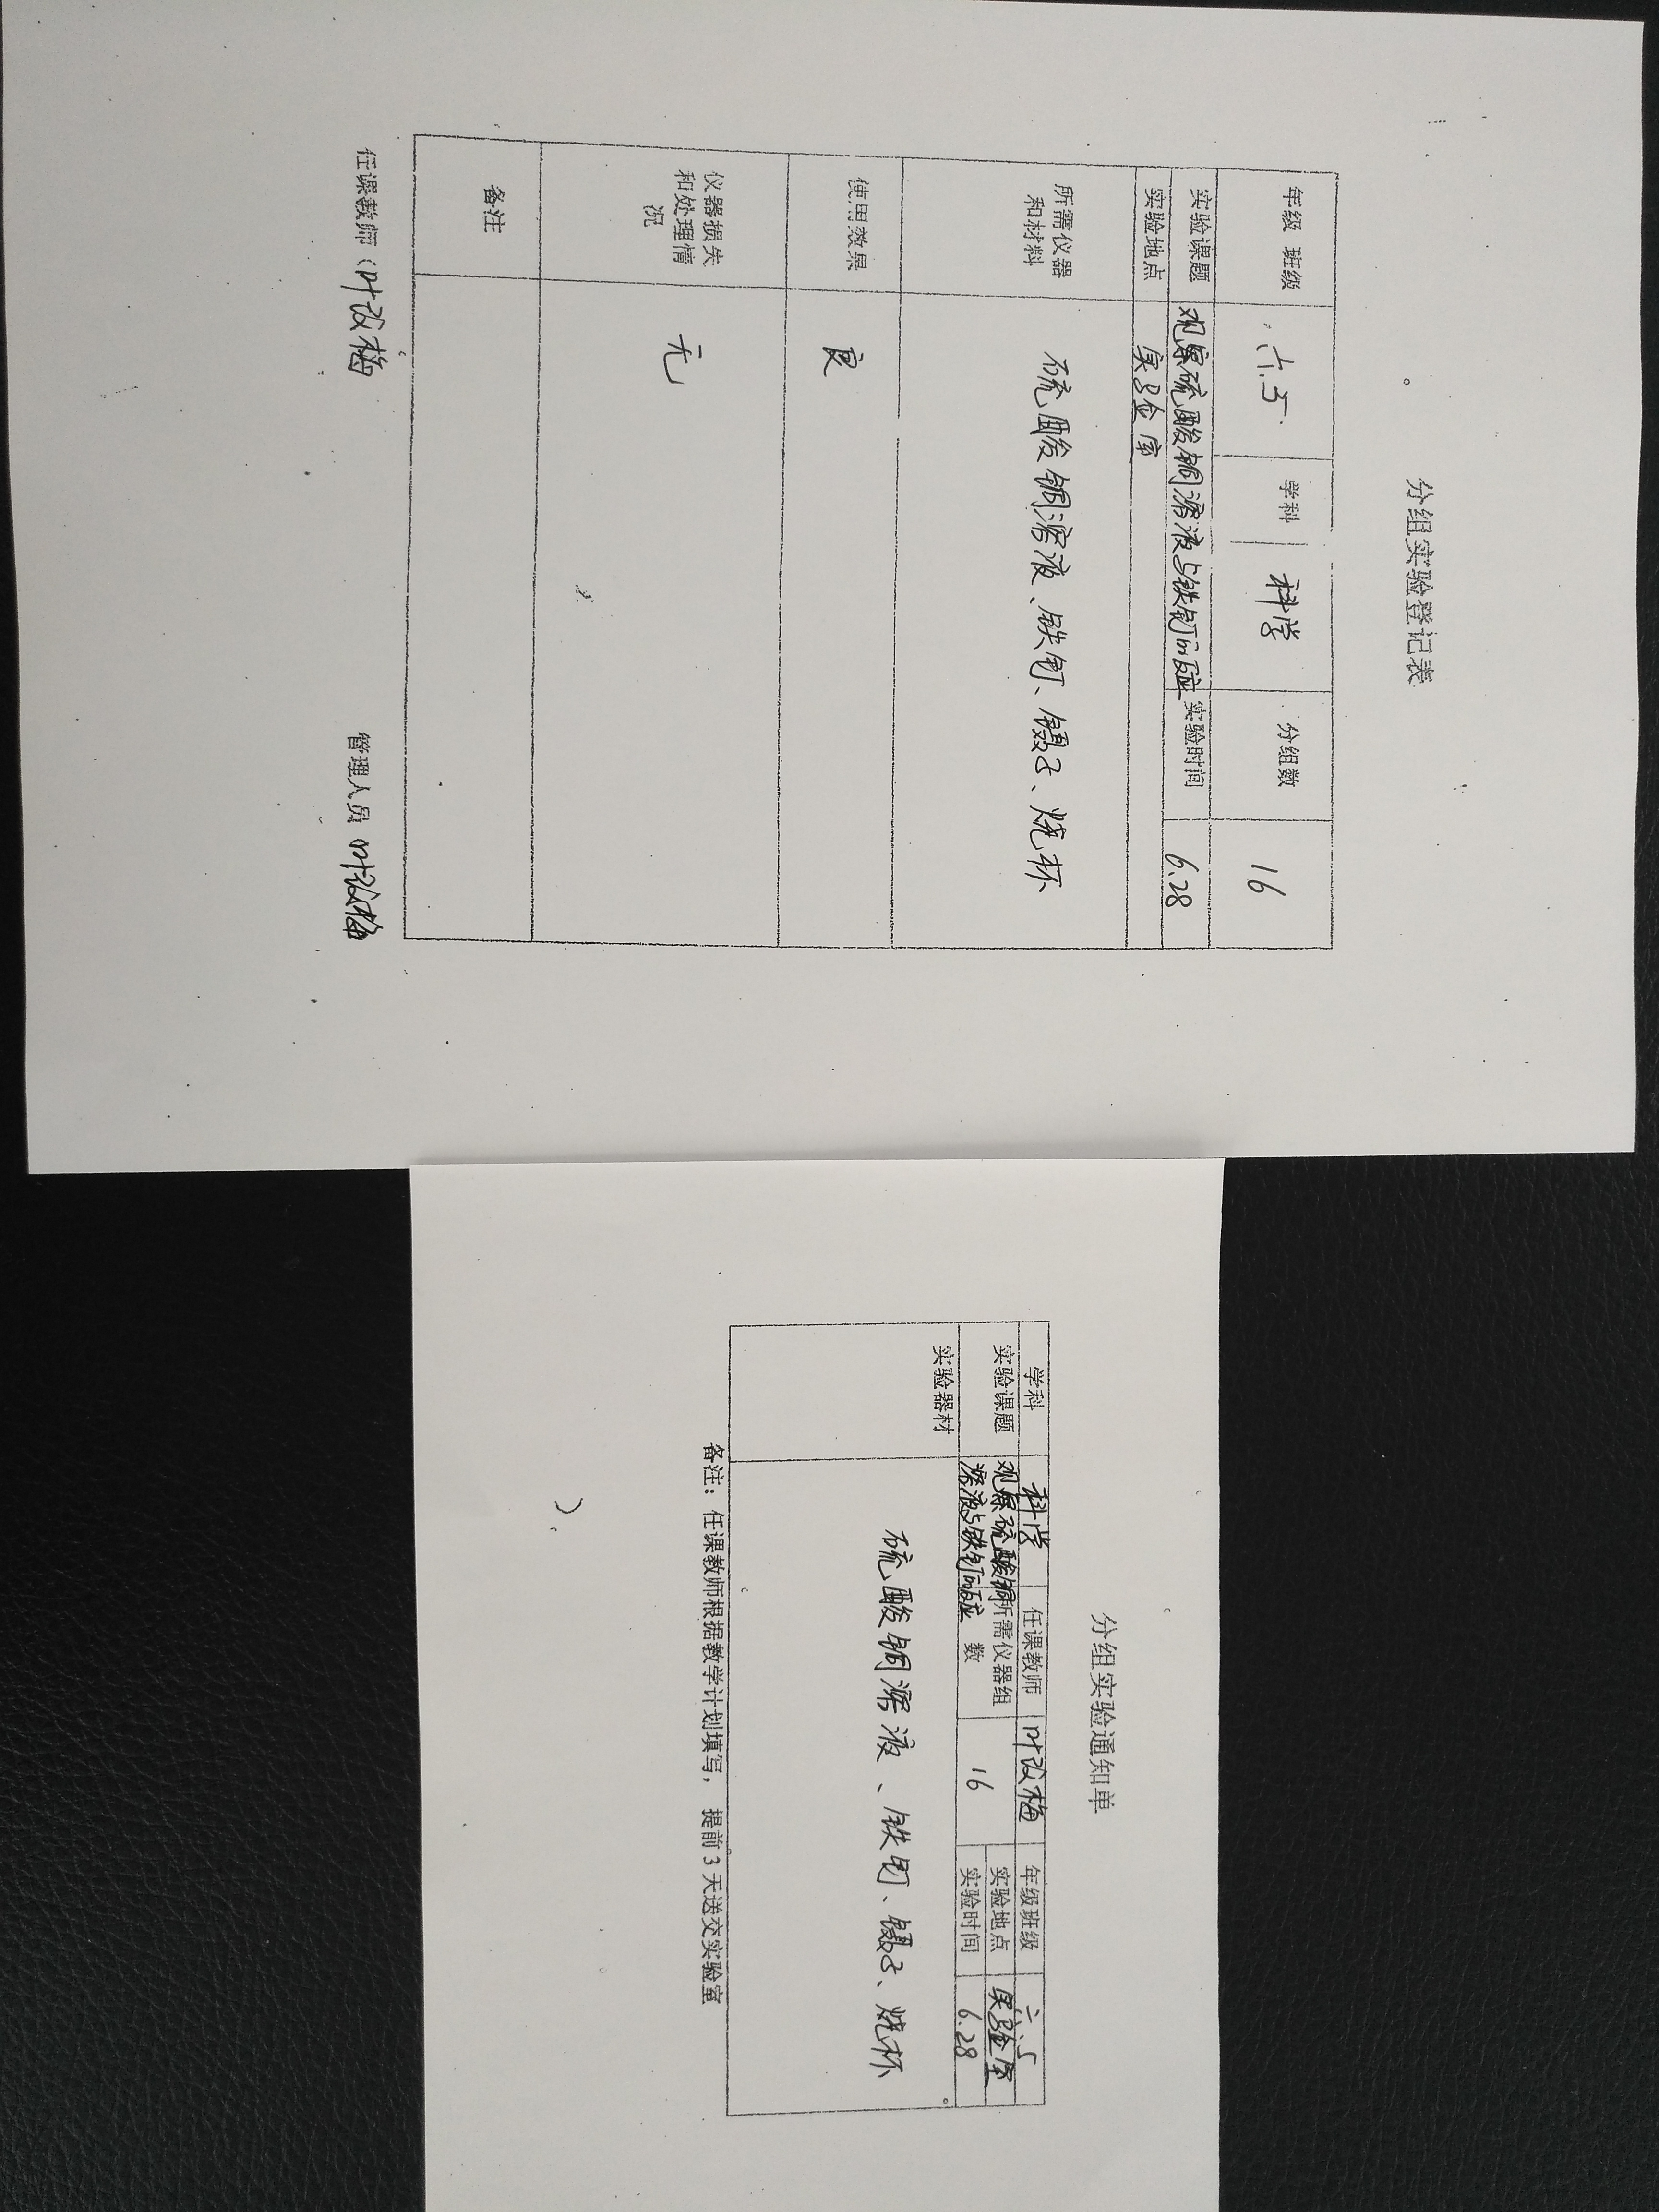 分组实验登记表
年级 班级 六.5 学科 科学 分组数 16
实验课题 观察硫酸铜溶液与铁钉的反应 实验时间 6.28
实验地点 实验室
所需仪器和材料 硫酸铜溶液、铁钉、镊子、烧杯
使用效果 良
仪器损失和处理情况 无
备注
任课教师: 叶改梅 管理人员 叶改梅
分组实验通知单
学科 科学 任课教师 叶改梅 年级班级 六.5
实验课题 观察硫酸铜溶液与铁钉的反应 所需仪器组数 16 实验地点 实验室
实验时间 6.28
实验器材 硫酸铜溶液、铁钉、镊子、烧杯
备注:任课教师根据教学计划填写,提前3天送交实验室